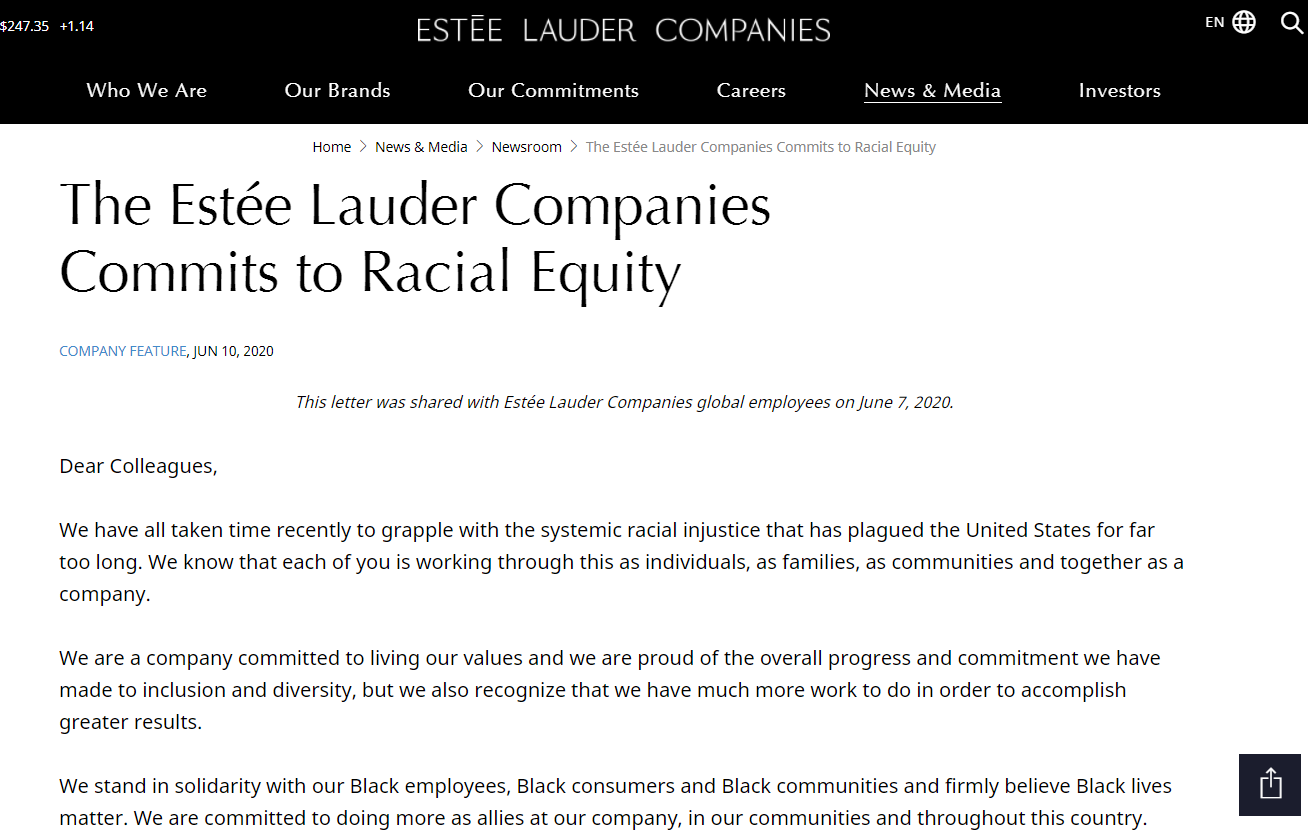 $247.35 +1.14
ESTĒE LAUDER COMPANIES
EN
Who We Are Our Brands Our Commitments Careers News & Media Investors
Home > News & Media > Newsroom > The Estée Lauder Companies Commits to Racial Equity
The Estée Lauder Companies
Commits to Racial Equity
COMPANY FEATURE, JUN 10, 2020
This letter was shared with Estée Lauder Companies global employees on June 7, 2020.
Dear Colleagues,
We have all taken time recently to grapple with the systemic racial injustice that has plagued the United States for far
too long. We know that each of you is working through this as individuals, as families, as communities and together as a
company.
We are a company committed to living our values and we are proud of the overall progress and commitment we have
made to inclusion and diversity, but we also recognize that we have much more work to do in order to accomplish
greater results.
We stand in solidarity with our Black employees, Black consumers and Black communities and firmly believe Black lives
matter. We are committed to doing more as allies at our company, in our communities and throughout this country.